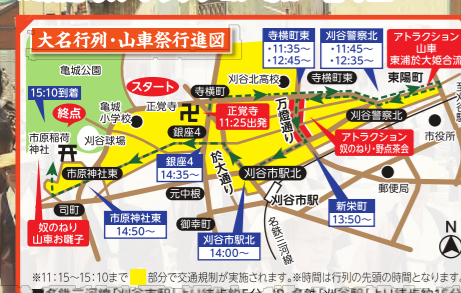 大名行列・山車祭行進図
寺横町東
・11:35～
・12:45～
刈谷警察北
・11:45～
・12:35～
アトラクション
山車
東浦於大姫合流
亀城公園
スタート
寺横町
刈谷北高校
寺横町東
東陽町
15:10到着
終点
亀城
小学校
正覚寺
正覚寺
11:25出発
万燈通り
刈谷警察北
市原稲荷
神社
刈谷球場
銀座4
アトラクション
奴のねり・野点茶会
市役所
銀座4
14:35～
於大通り
市原神社東
刈谷市駅北
郵便局
司町
元中根
刈谷市駅
奴のねり
山車お囃子
市原神社東
14:50～
御幸町
名鉄三河線
新栄町
13:50～
刈谷市駅北
14:00～
N
※11:15～15:10まで 部分で交通規制が実施されます。※時間は行列の先頭の時間となります。